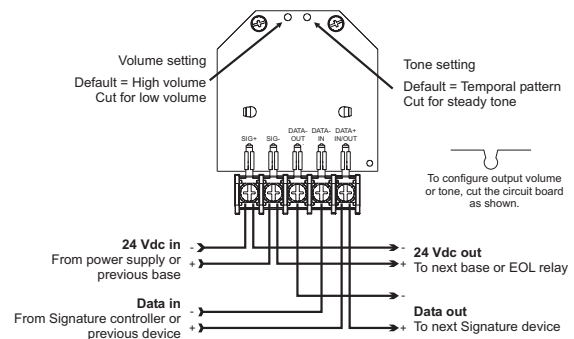 Volume setting
Default = High volume
Cut for low volume
Tone setting
Default = Temporal pattern
Cut for steady tone
SIG+
SIG-
DATA-
OUT
DATA-
IN
DATA+
IN/OUT
To configure output volume
or tone, cut the circuit board
as shown.
24 Vdc in
From power supply or
previous base
-
+
-
+
24 Vdc out
To next base or EOL relay
Data in
From Signature controller or
previous device
-
+
-
+
Data out
To next Signature device